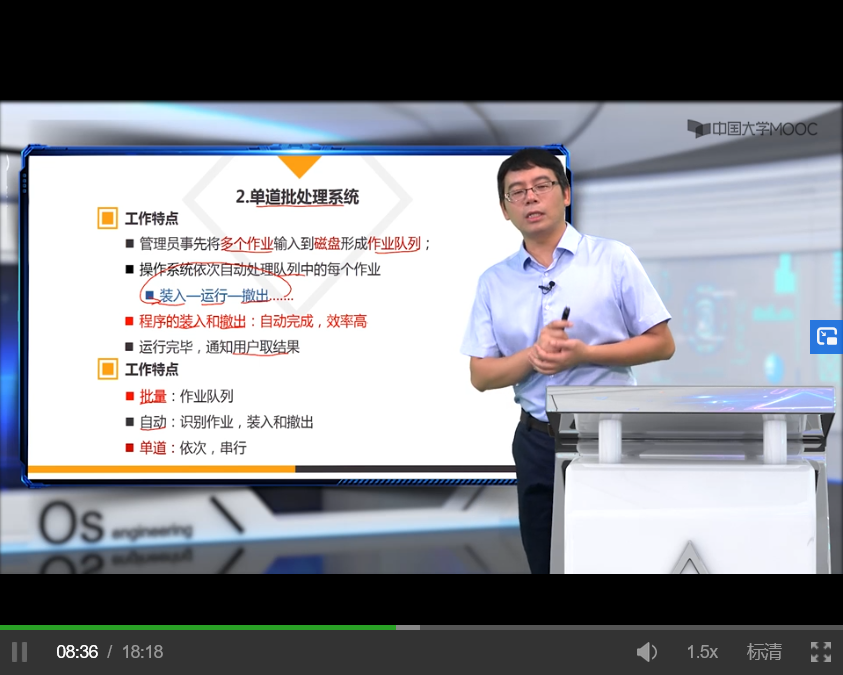 中国大学MOOC
2.单道批处理系统
工作特点
管理员事先将多个作业输入到磁盘形成作业队列；
操作系统依次自动处理队列中的每个作业
装入—运行—撤出……
程序的装入和撤出：自动完成，效率高
运行完毕，通知用户取结果
工作特点
批量：作业队列
自动：识别作业，装入和撤出
单道：依次，串行
Os engineering
08:36 / 18:18
1.5x
标清